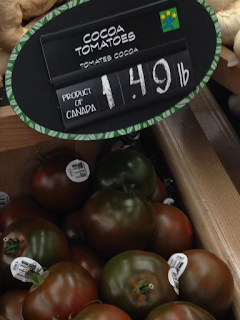 COCOA
TOMATOES
TOMATES COCOA
PRODUCT
OF
CANADA
1.49 lb